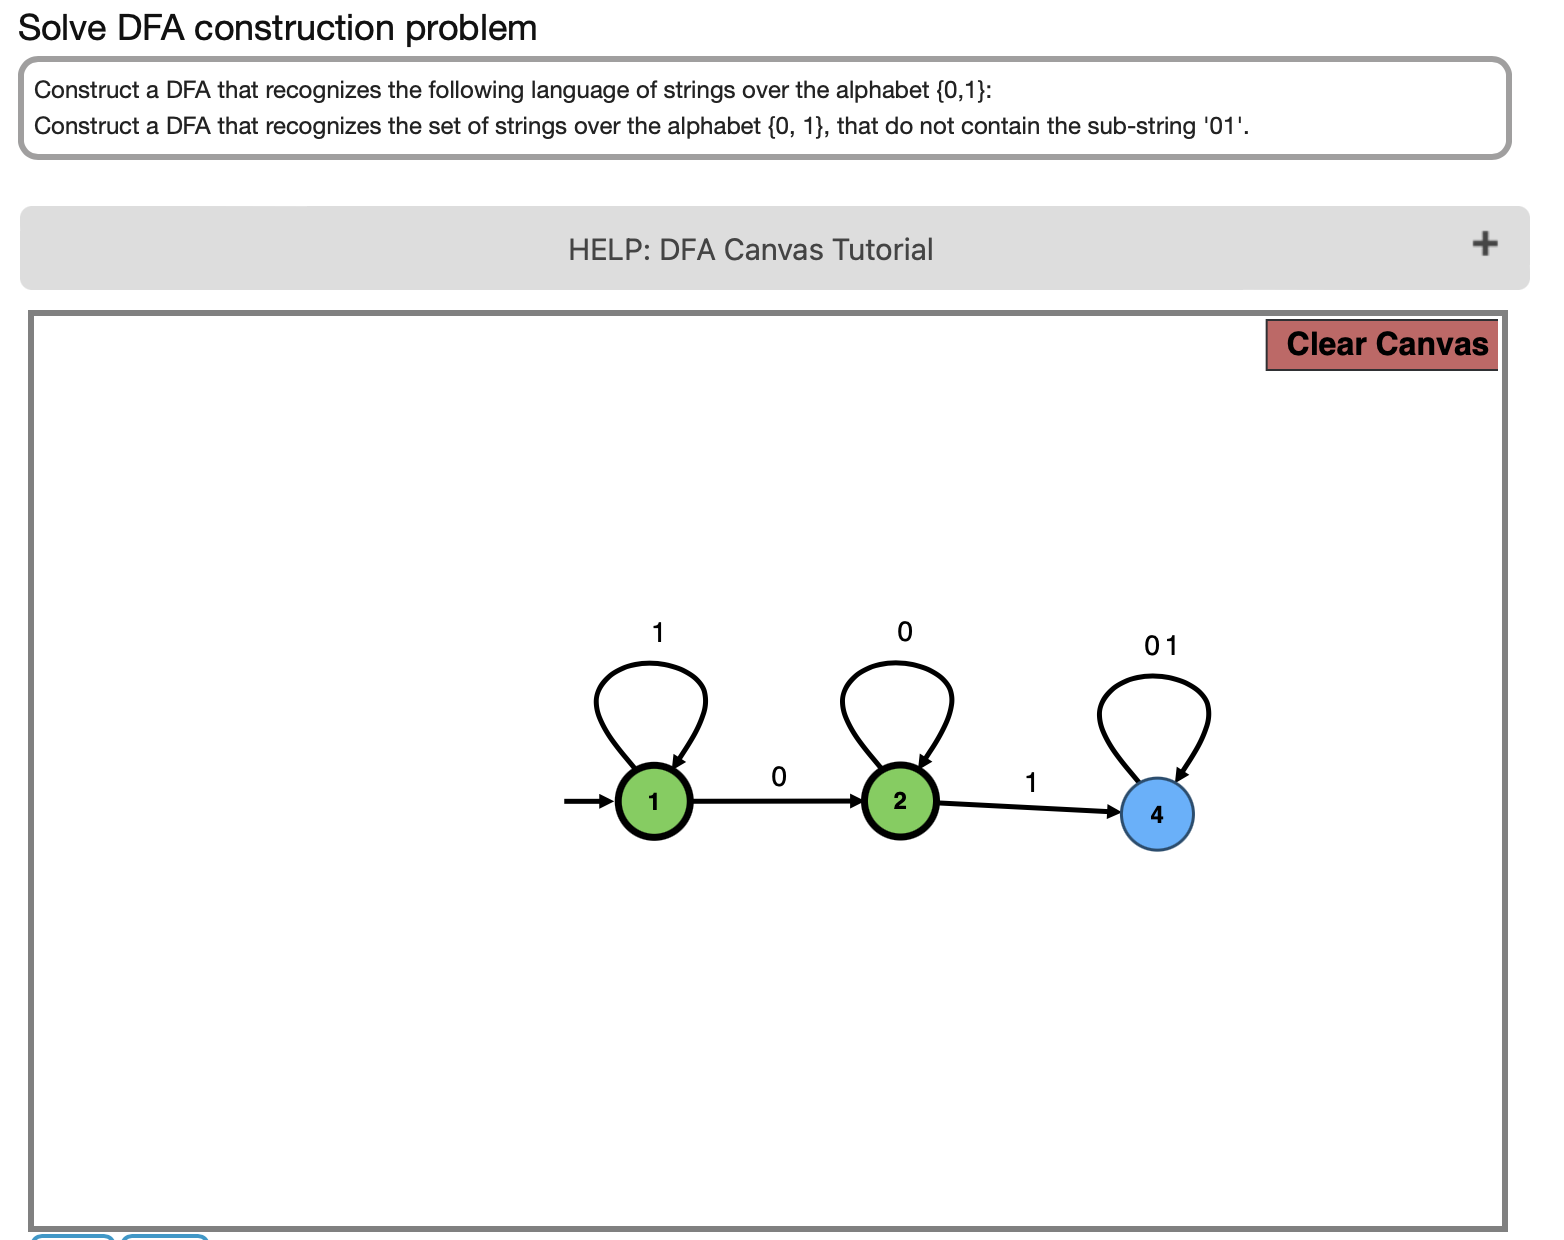 Solve DFA construction problem
Construct a DFA that recognizes the following language of strings over the alphabet {0,1}:
Construct a DFA that recognizes the set of strings over the alphabet {0, 1}, that do not contain the sub-string '01'.
HELP: DFA Canvas Tutorial +
Clear Canvas
1 0 0 1
0 1
1 2 4